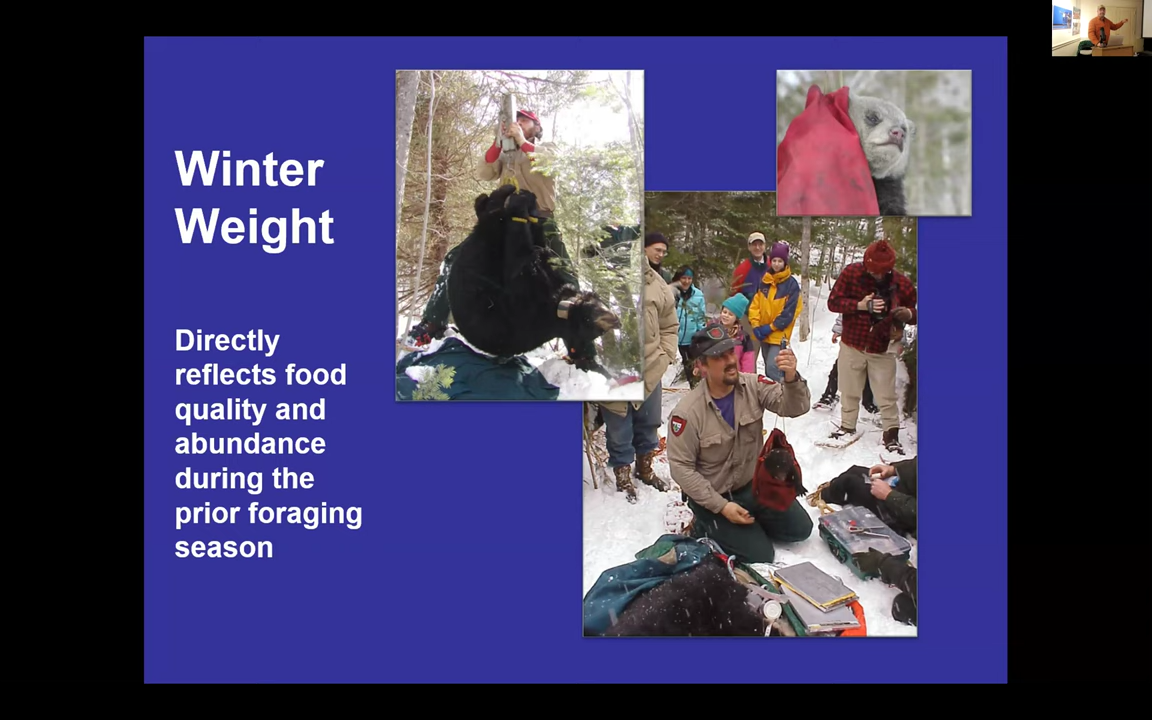 Winter
Weight
Directly
reflects food
quality and
abundance
during the
prior foraging
season